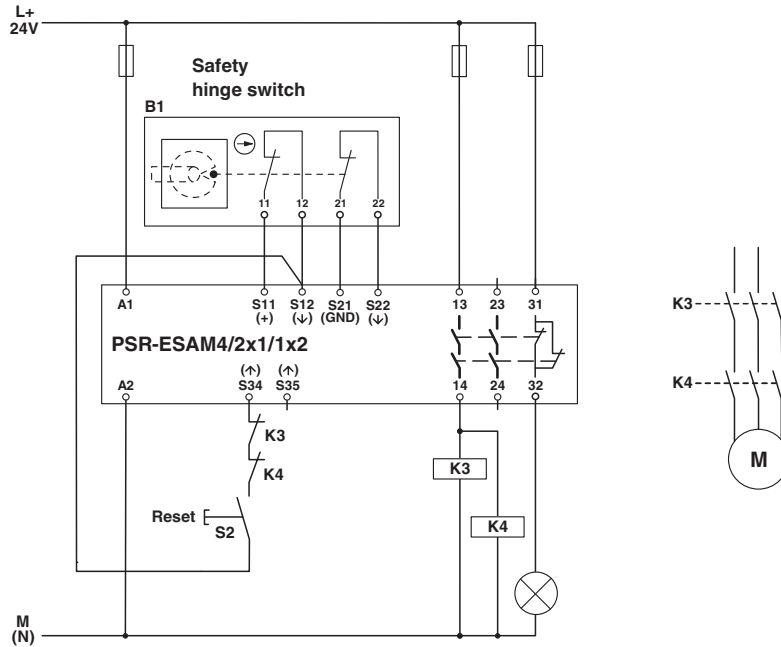 L+
24V
Safety
hinge switch
B1
11 12 21 22
A1 S11 S12 S21 S22 13 23 31
(+) (↓) (GND) (↓)
PSR-ESAM4/2x1/1x2
(↑) (↑)
A2 S34 S35 14 24 32
K3
K4
Reset
S2
K3
K4
M
(N)
K3
K4
M